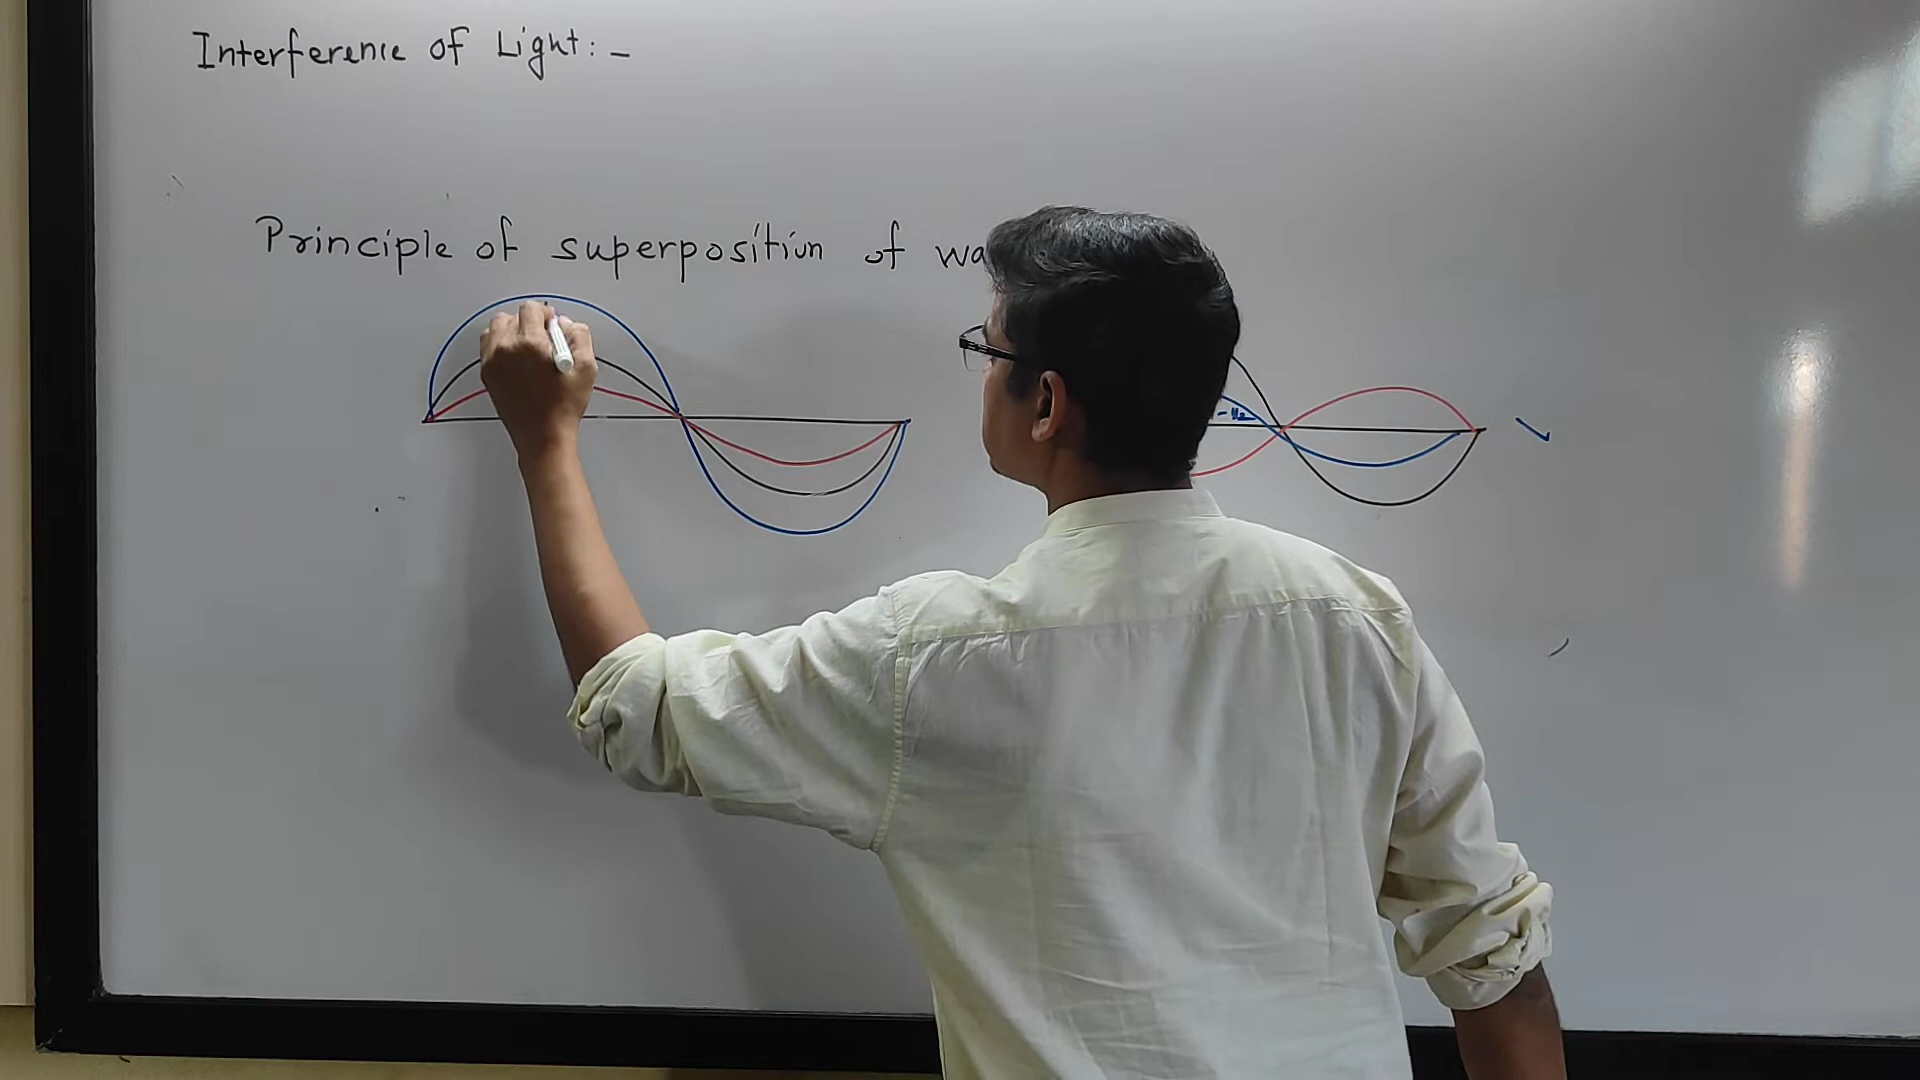 Interference of Light:-
Principle of superposition of wa